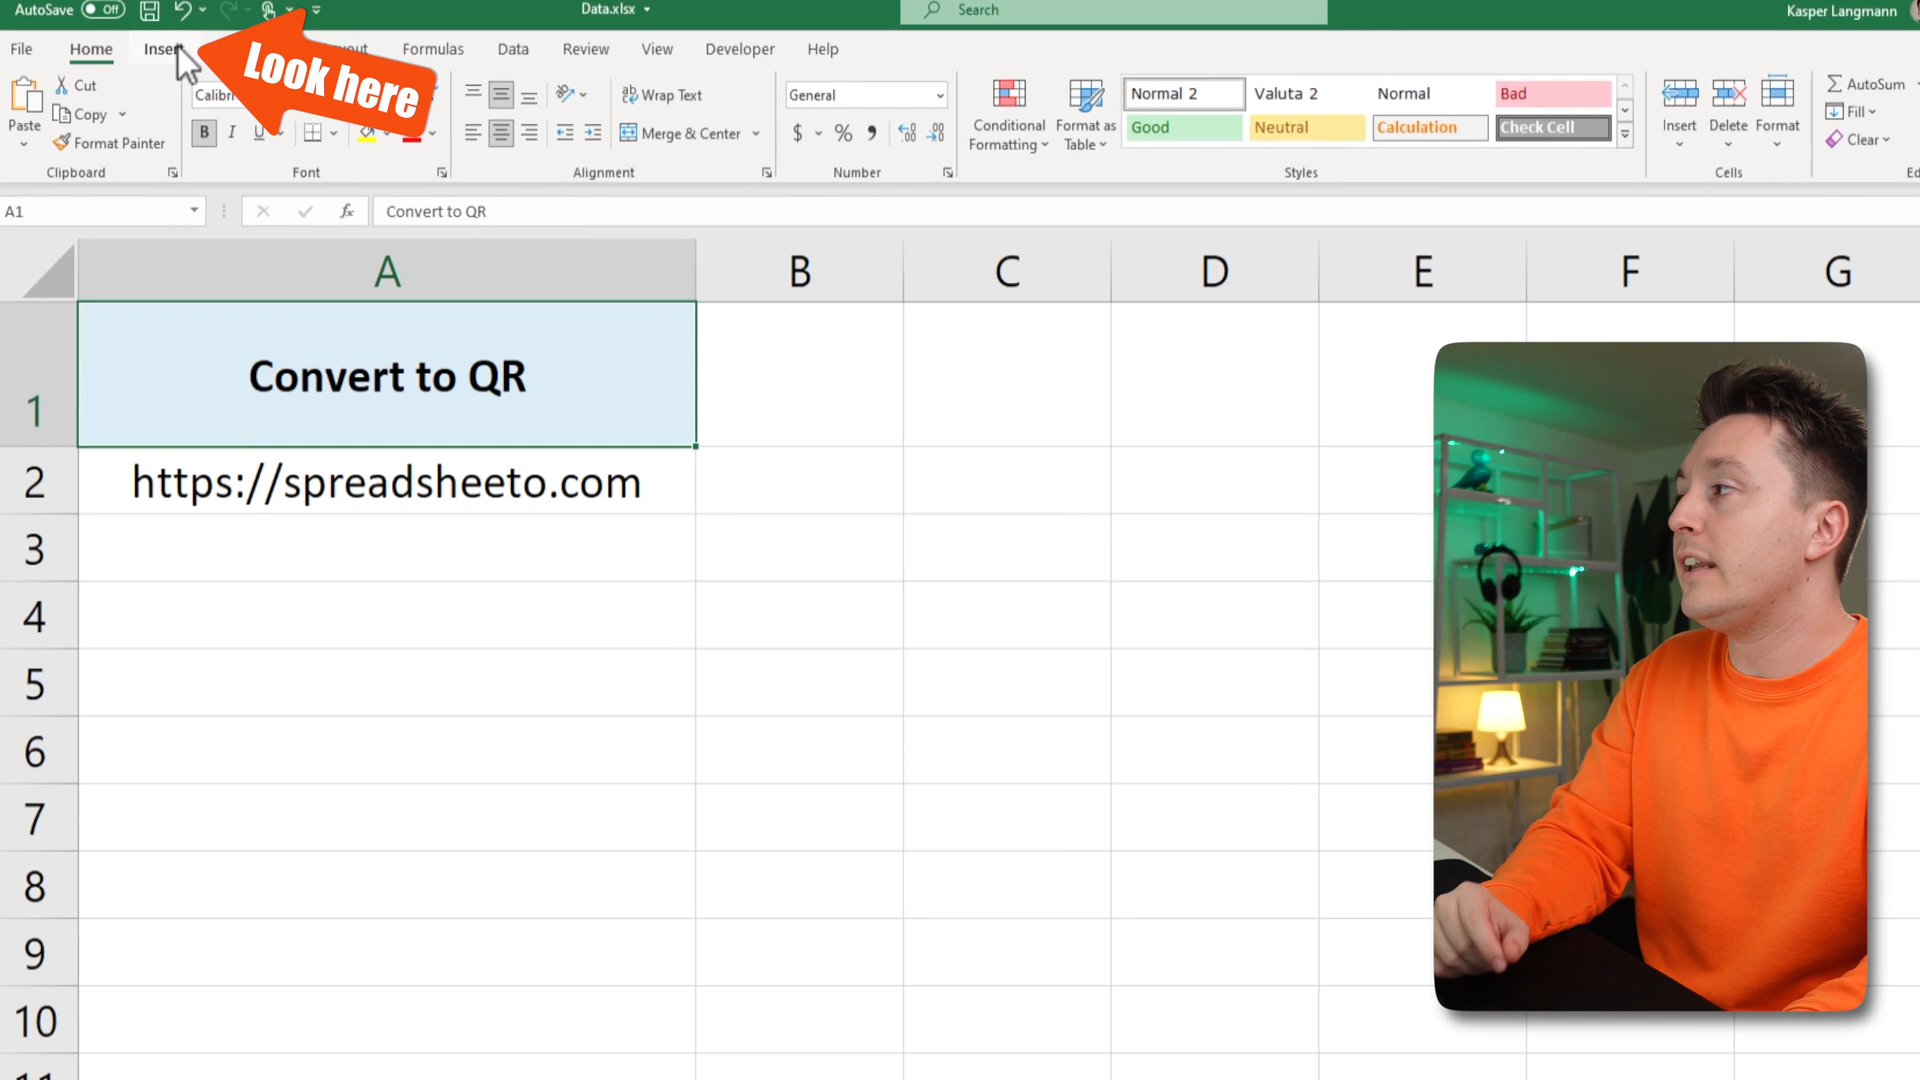 AutoSave Off Data.xlsx Search Kasper Langmann
File Home Insert Formulas Data Review View Developer Help
Look here
Paste Cut Copy Format Painter Clipboard
Calibri B I U Font
Wrap Text Merge & Center Alignment
General $ % Number
Conditional Formatting Format as Table
Normal 2 Valuta 2 Normal Bad
Good Neutral Calculation Check Cell
Styles
Insert Delete Format Cells
AutoSum
Fill
Clear
A1 fx Convert to QR
A B C D E F G
1 Convert to QR
2 https://spreadsheeto.com
3
4
5
6
7
8
9
10